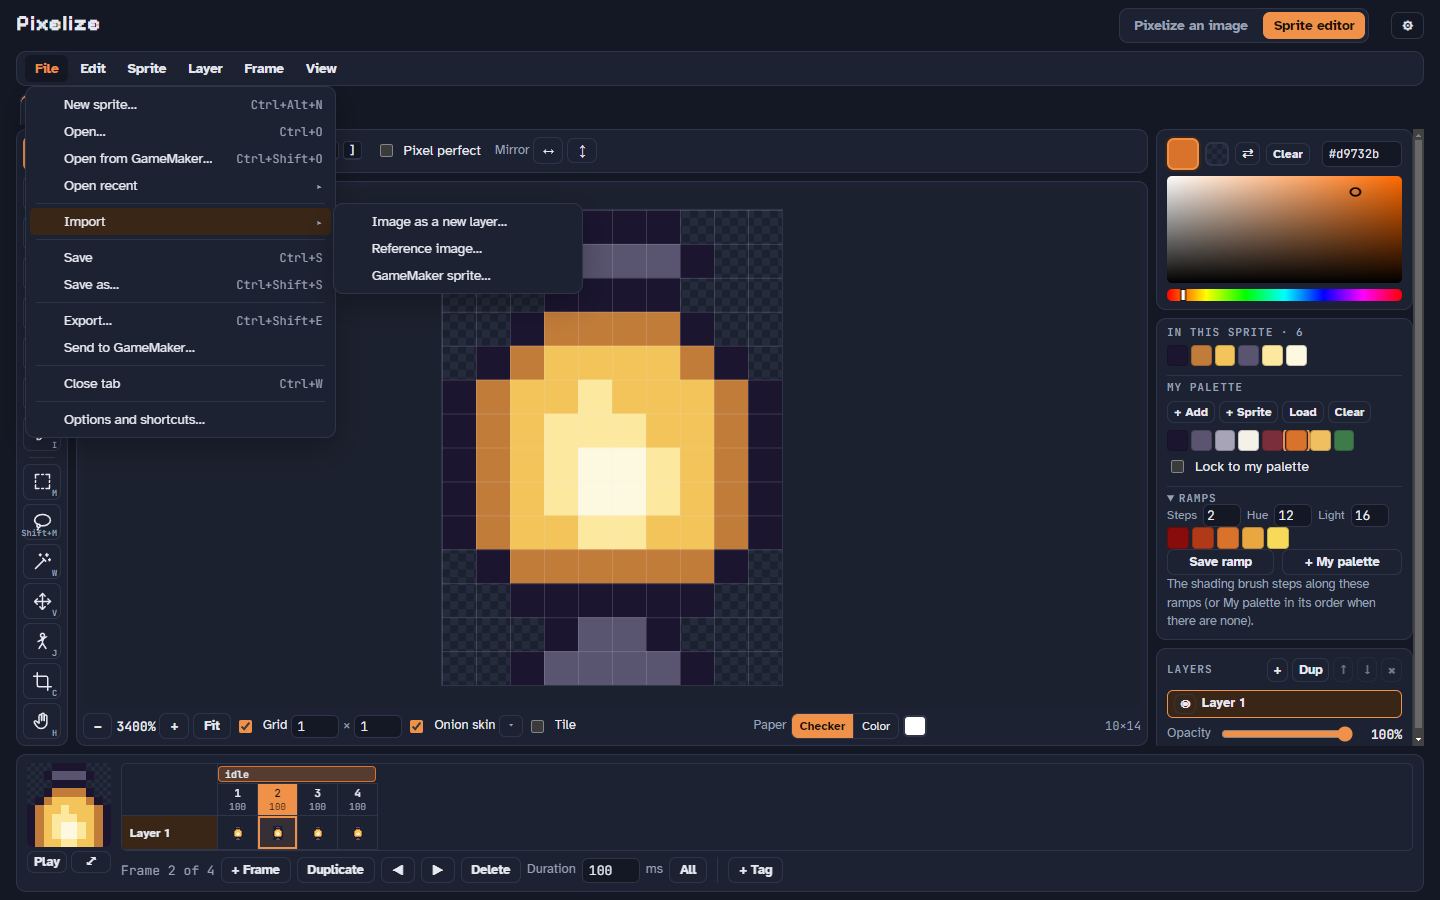 Pixelize
Pixelize an image
Sprite editor
File
Edit
Sprite
Layer
Frame
View
New sprite... Ctrl+Alt+N
Open... Ctrl+O
Open from GameMaker... Ctrl+Shift+O
Open recent
Import
Save Ctrl+S
Save as... Ctrl+Shift+S
Export... Ctrl+Shift+E
Send to GameMaker...
Close tab Ctrl+W
Options and shortcuts...
Image as a new layer...
Reference image...
GameMaker sprite...
]
Pixel perfect
Mirror
I
M
Shift+M
W
V
J
C
H
3400%
Fit
Grid 1 × 1
Onion skin
Tile
Paper
Checker
Color
10×14
Clear
#d9732b
IN THIS SPRITE · 6
MY PALETTE
+ Add
+ Sprite
Load
Clear
Lock to my palette
RAMPS
Steps 2 Hue 12 Light 16
Save ramp
+ My palette
The shading brush steps along these
ramps (or My palette in its order when
there are none).
LAYERS
+
Dup
Layer 1
Opacity 100%
idle
1 2 3 4
100 100 100 100
Layer 1
Play
Frame 2 of 4
+ Frame
Duplicate
Delete
Duration 100 ms
All
+ Tag